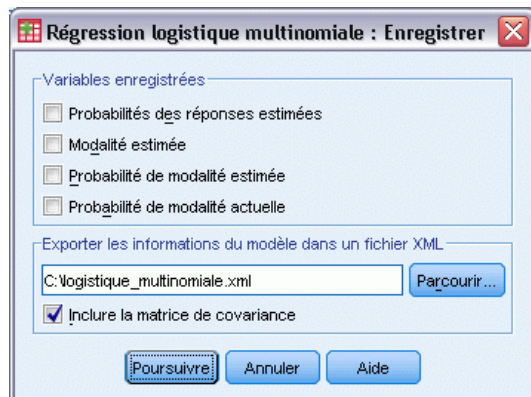 Régression logistique multinomiale : Enregistrer
Variables enregistrées
Probabilités des réponses estimées
Modalité estimée
Probabilité de modalité estimée
Probabilité de modalité actuelle
Exporter les informations du modèle dans un fichier XML
C:\logistique_multinomiale.xml Parcourir...
Inclure la matrice de covariance
Poursuivre Annuler Aide